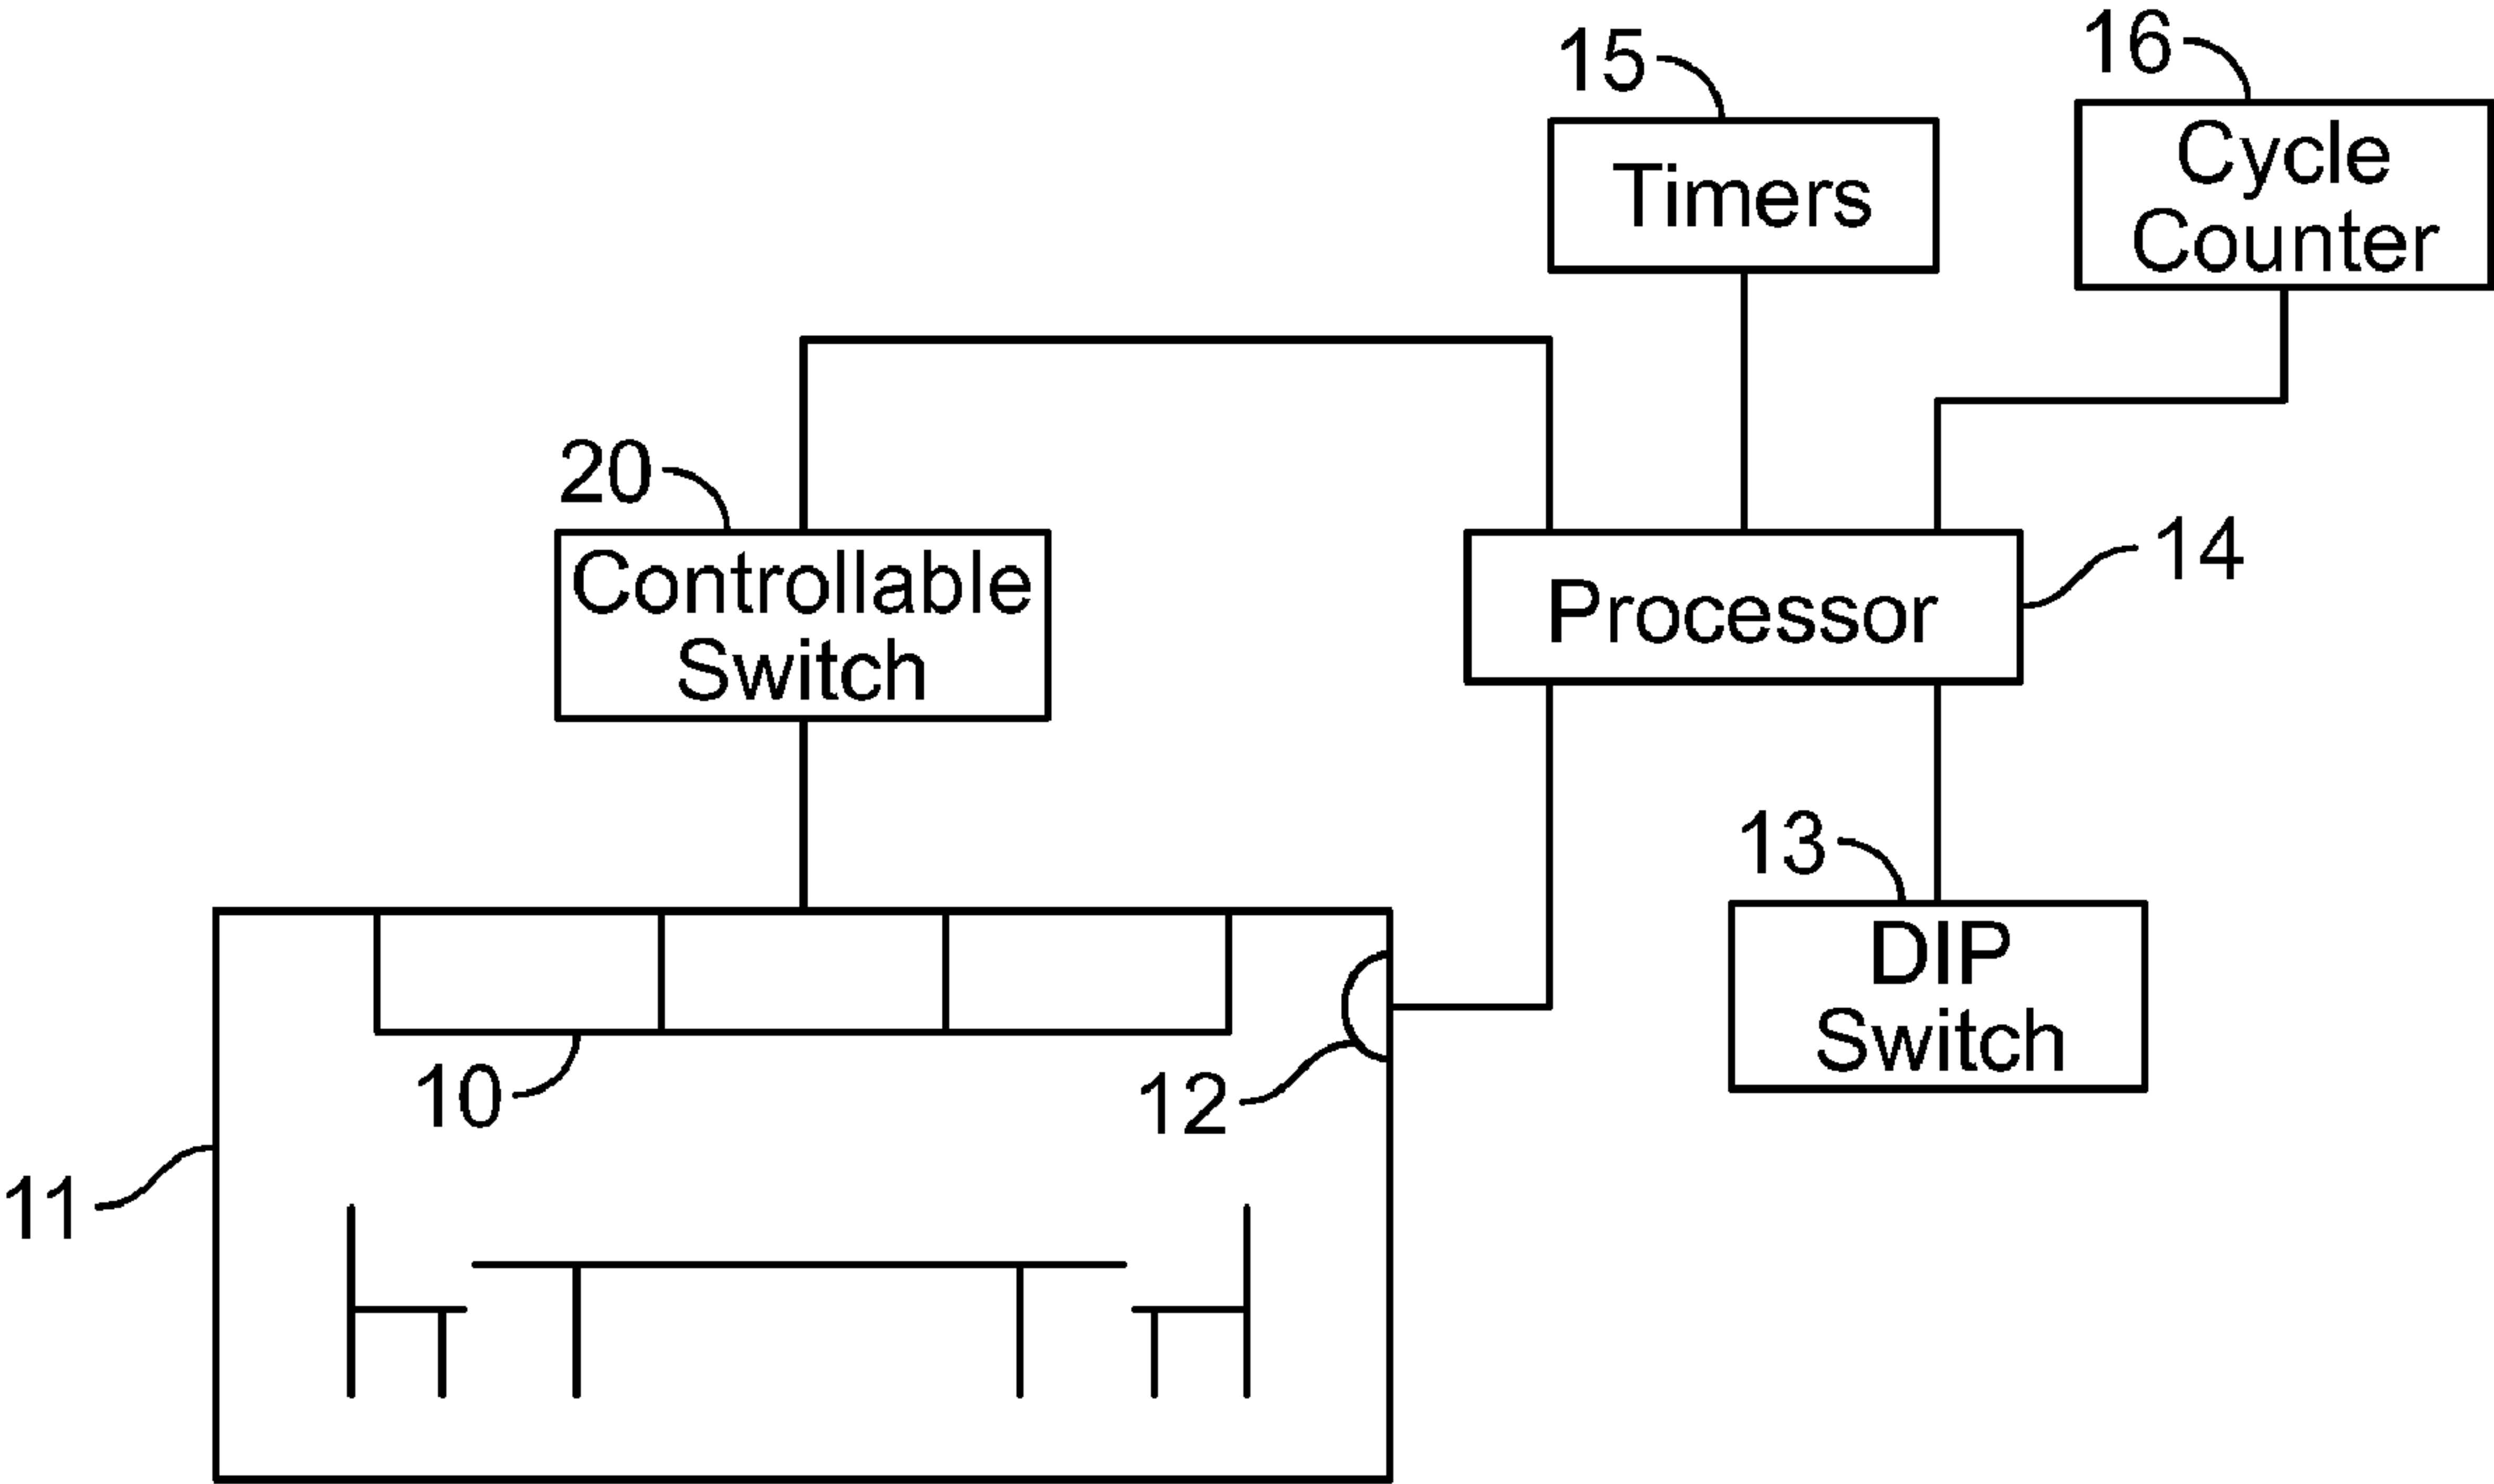 15
16
Timers
Cycle
Counter
20
Controllable
Switch
Processor
14
13
DIP
Switch
10
12
11